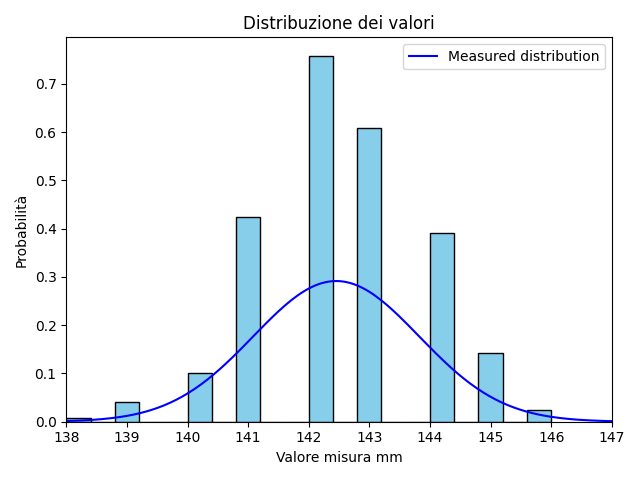 Distribuzione dei valori
Measured distribution
0.7
0.6
0.5
0.4
0.3
0.2
0.1
0.0
Probabilità
138 139 140 141 142 143 144 145 146 147
Valore misura mm